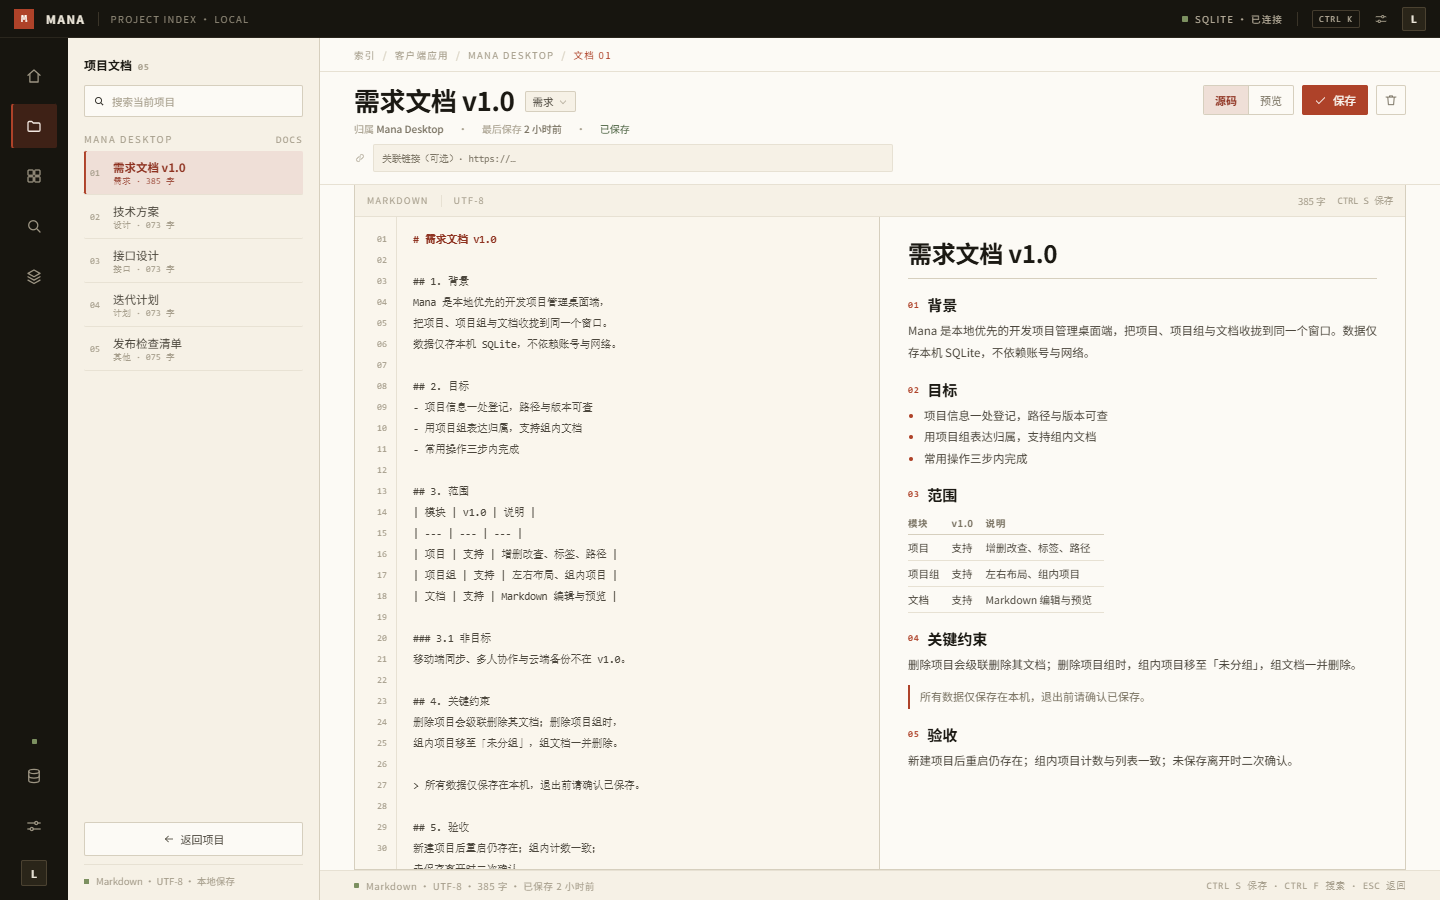 M MANA PROJECT INDEX · LOCAL
SQLITE · 已连接 CTRL K L
项目文档 05
搜索当前项目
MANA DESKTOP DOCS
01 需求文档 v1.0
需求 · 385 字
02 技术方案
设计 · 073 字
03 接口设计
接口 · 073 字
04 迭代计划
计划 · 073 字
05 发布检查清单
其他 · 075 字
← 返回项目
Markdown · UTF-8 · 本地保存
L
索引 / 客户端应用 / MANA DESKTOP / 文档 01
需求文档 v1.0 需求
源码 预览 保存
归属 Mana Desktop · 最后保存 2 小时前 · 已保存
关联链接（可选）· https://…
MARKDOWN UTF-8
385 字 CTRL S 保存
01 # 需求文档 v1.0
02
03 ## 1. 背景
04 Mana 是本地优先的开发项目管理桌面端，
05 把项目、项目组与文档收拢到同一个窗口。
06 数据仅存本机 SQLite，不依赖账号与网络。
07
08 ## 2. 目标
09 - 项目信息一处登记，路径与版本可查
10 - 用项目组表达归属，支持组内文档
11 - 常用操作三步内完成
12
13 ## 3. 范围
14 | 模块 | v1.0 | 说明 |
15 | --- | --- | --- |
16 | 项目 | 支持 | 增删改查、标签、路径 |
17 | 项目组 | 支持 | 左右布局、组内项目 |
18 | 文档 | 支持 | Markdown 编辑与预览 |
19
20 ### 3.1 非目标
21 移动端同步、多人协作与云端备份不在 v1.0。
22
23 ## 4. 关键约束
24 删除项目会级联删除其文档；删除项目组时，
25 组内项目移至「未分组」，组文档一并删除。
26
27 > 所有数据仅保存在本机，退出前请确认已保存。
28
29 ## 5. 验收
30 新建项目后重启仍存在；组内计数一致；
未保存离开时二次确认
需求文档 v1.0
01 背景
Mana 是本地优先的开发项目管理桌面端，把项目、项目组与文档收拢到同一个窗口。数据仅
存本机 SQLite，不依赖账号与网络。
02 目标
• 项目信息一处登记，路径与版本可查
• 用项目组表达归属，支持组内文档
• 常用操作三步内完成
03 范围
模块 v1.0 说明
项目 支持 增删改查、标签、路径
项目组 支持 左右布局、组内项目
文档 支持 Markdown 编辑与预览
04 关键约束
删除项目会级联删除其文档；删除项目组时，组内项目移至「未分组」，组文档一并删除。
所有数据仅保存在本机，退出前请确认已保存。
05 验收
新建项目后重启仍存在；组内项目计数与列表一致；未保存离开时二次确认。
Markdown · UTF-8 · 385 字 · 已保存 2 小时前
CTRL S 保存 · CTRL F 搜索 · ESC 返回